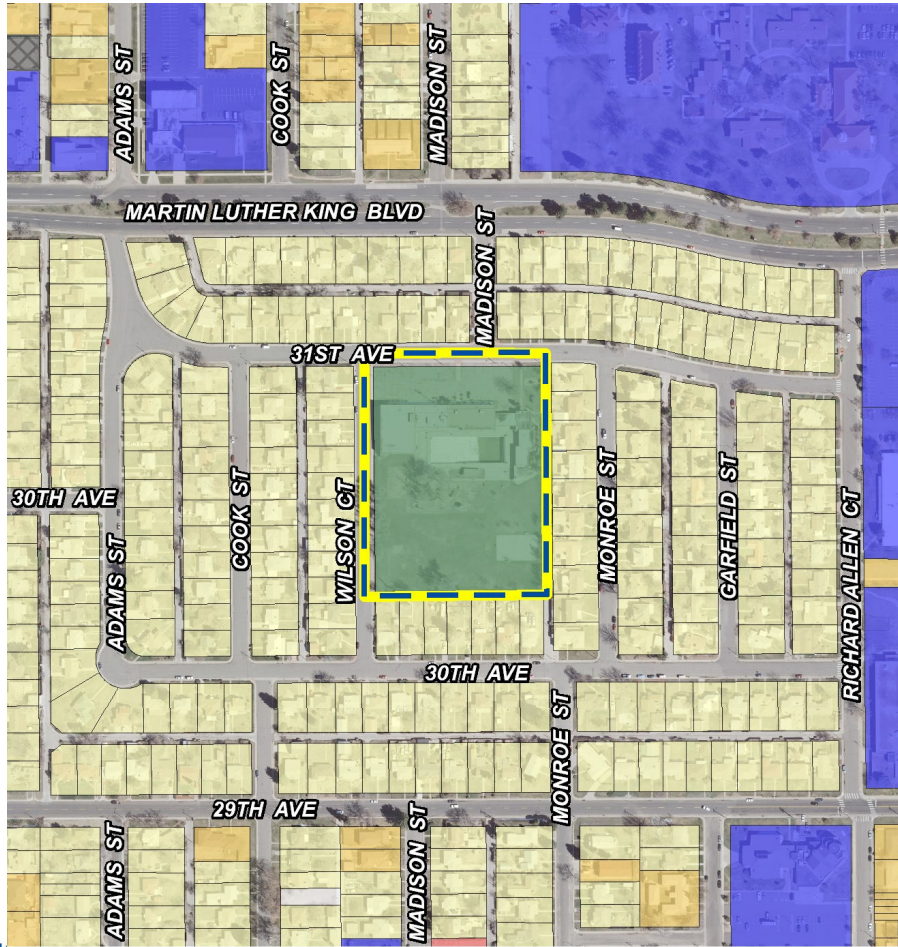 ADAMS ST
COOK ST
MADISON ST
MARTIN LUTHER KING BLVD
MADISON ST
31ST AVE
30TH AVE
COOK ST
WILSON CT
MONROE ST
GARFIELD ST
RICHARD ALLEN CT
ADAMS ST
30TH AVE
MONROE ST
29TH AVE
ADAMS ST
MADISON ST